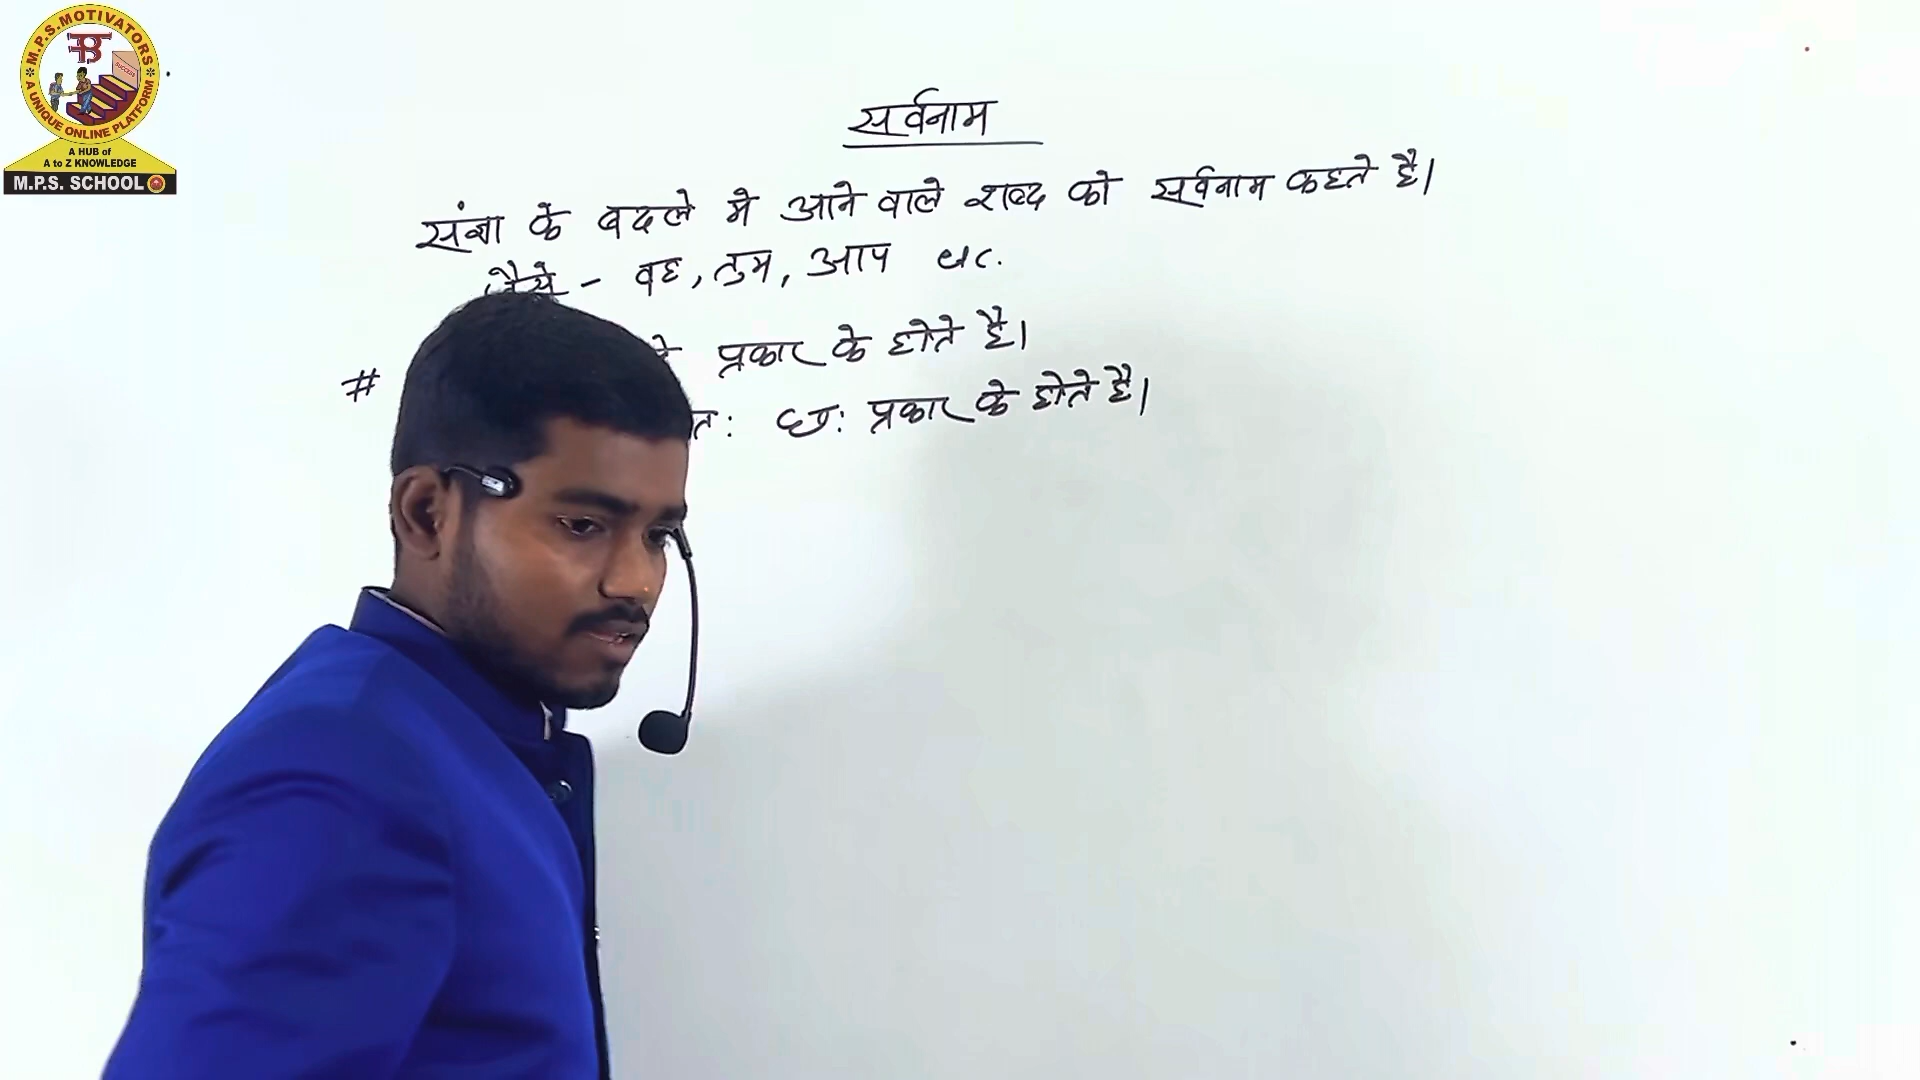 M.P.S. MOTIVATORS
SUCCESS
A UNIQUE ONLINE PLATFORM
A HUB of
A to Z KNOWLEDGE
M.P.S. SCHOOL
सर्वनाम
संज्ञा के बदले मे आने वाले शब्द को सर्वनाम कहते है।
जैसे - वह, तुम, आप etc.
# प्रकार के होते है।
छः प्रकार के होते है।